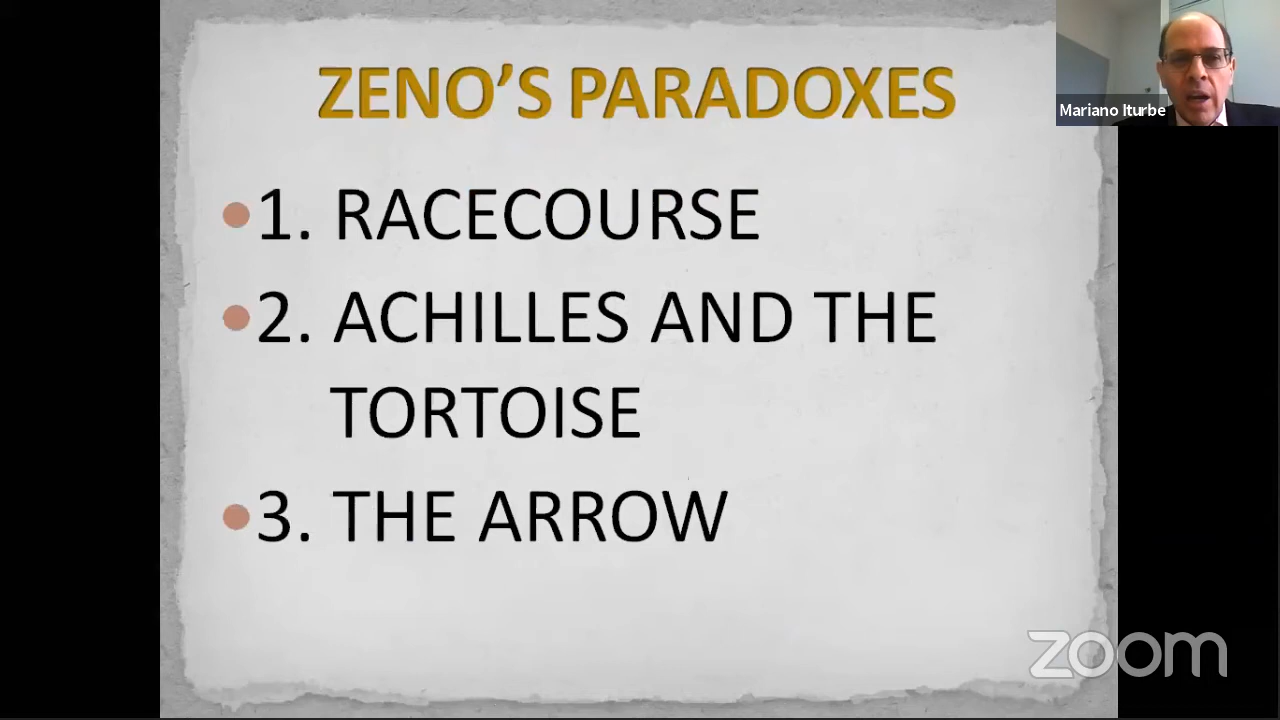 ZENO’S PARADOXES
Mariano Iturbe
• 1. RACECOURSE
• 2. ACHILLES AND THE
TORTOISE
• 3. THE ARROW
zoom